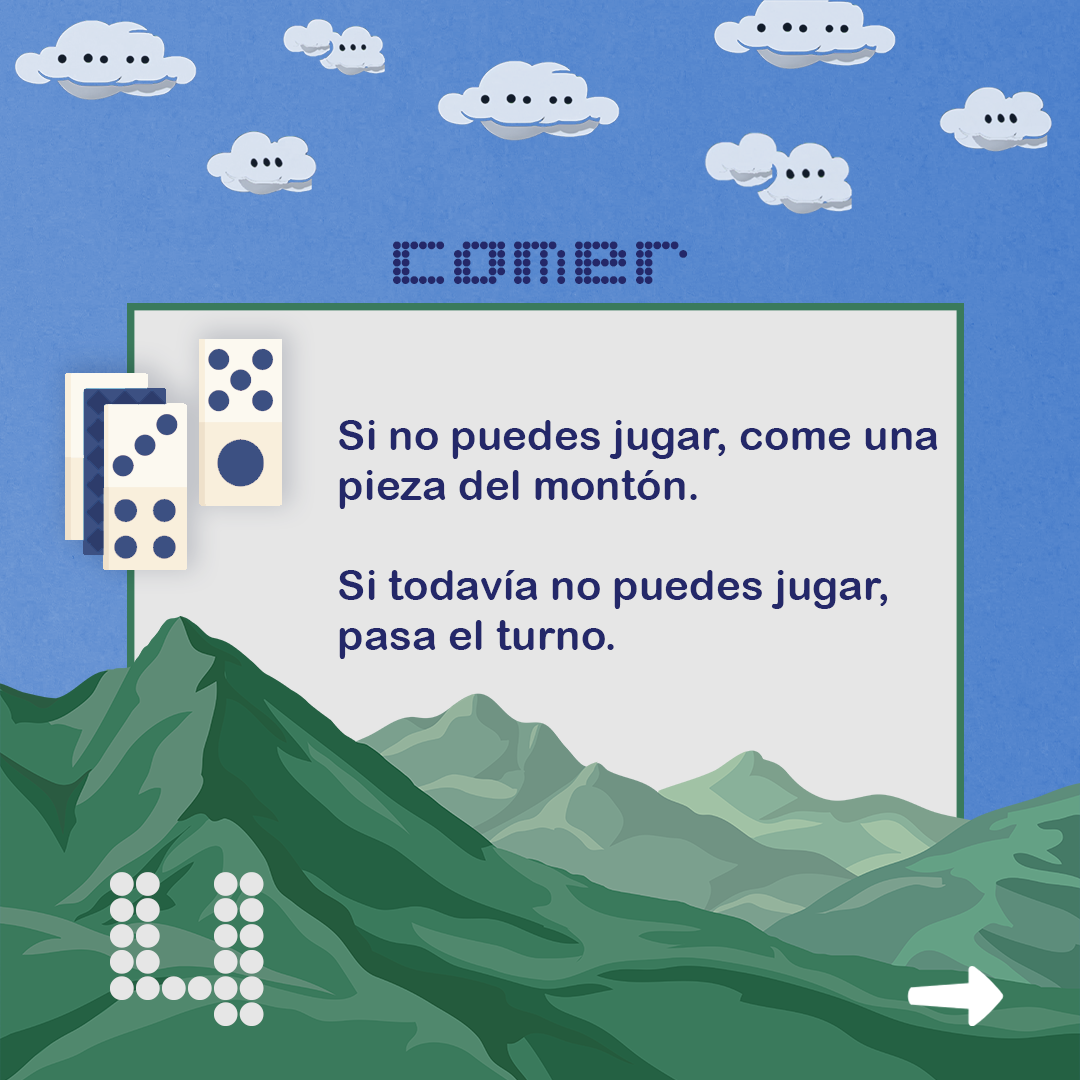 comer
Si no puedes jugar, come una
pieza del montón.
Si todavía no puedes jugar,
pasa el turno.
4